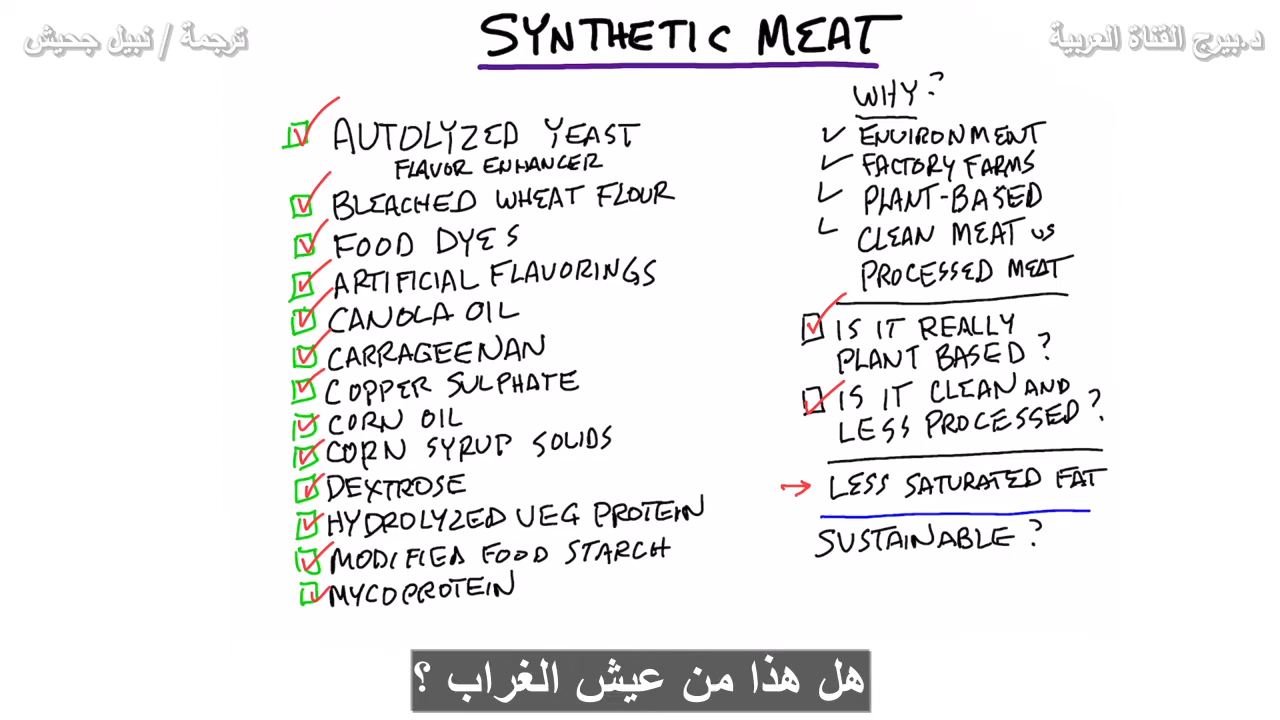 ترجمة / نبيل جحيش
د.بيرج القناة العربية
SYNTHETIC MEAT
AUTOLYZED YEAST
FLAVOR ENHANCER
BLEACHED WHEAT FLOUR
FOOD DYES
ARTIFICIAL FLAVORINGS
CANOLA OIL
CARRAGEENAN
COPPER SULPHATE
CORN OIL
CORN SYRUP SOLIDS
DEXTROSE
HYDROLYZED VEG PROTEIN
MODIFIED FOOD STARCH
MYCOPROTEIN
WHY?
ENVIRONMENT
FACTORY FARMS
PLANT-BASED
CLEAN MEAT VS
PROCESSED MEAT
IS IT REALLY
PLANT BASED?
IS IT CLEAN AND
LESS PROCESSED?
→ LESS SATURATED FAT
SUSTAINABLE?
هل هذا من عيش الغراب ؟